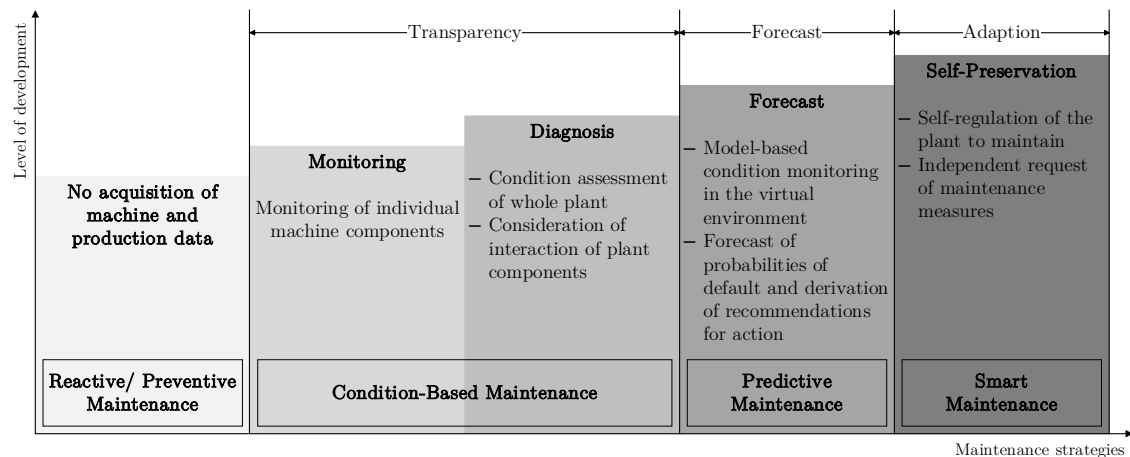 Level of development
Transparency
Forecast
Adaption
No acquisition of
machine and
production data
Monitoring
Monitoring of individual
machine components
Diagnosis
– Condition assessment
of whole plant
– Consideration of
interaction of plant
components
Forecast
– Model-based
condition monitoring
in the virtual
environment
– Forecast of
probabilities of
default and derivation
of recommendations
for action
Self-Preservation
– Self-regulation of the
plant to maintain
– Independent request
of maintenance
measures
Reactive/ Preventive
Maintenance
Condition-Based Maintenance
Predictive
Maintenance
Smart
Maintenance
Maintenance strategies